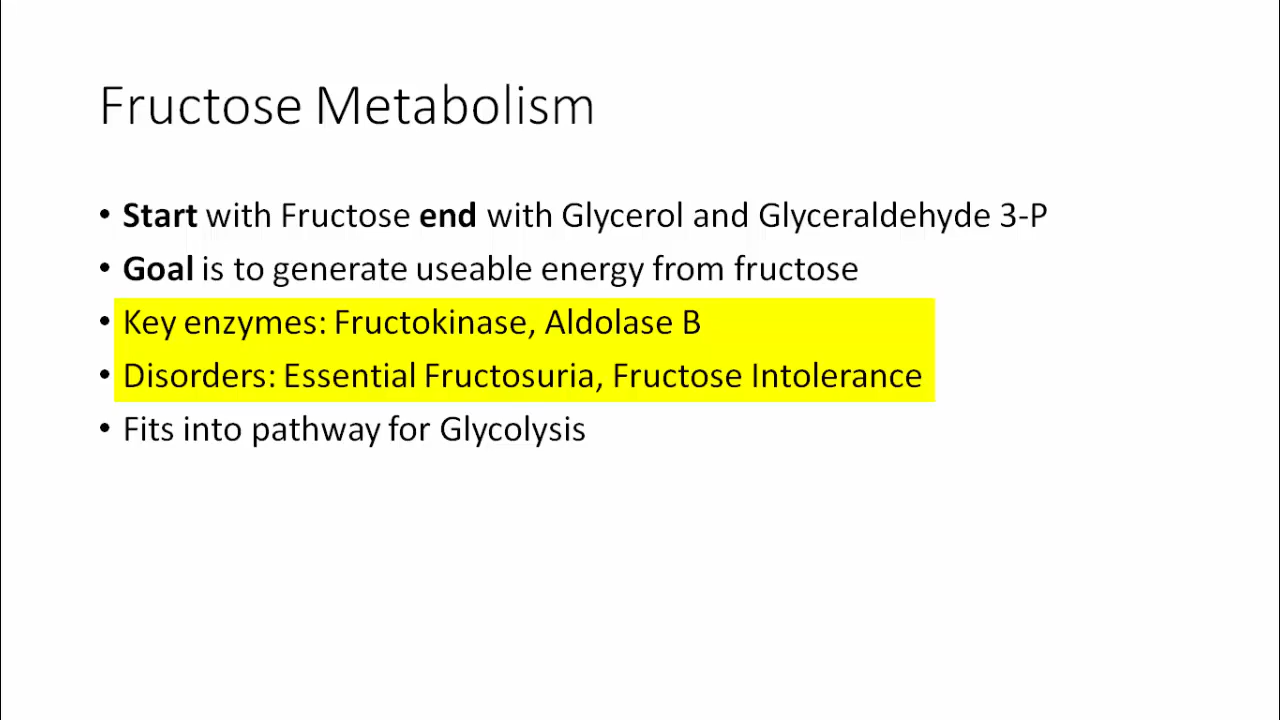 Fructose Metabolism
• Start with Fructose end with Glycerol and Glyceraldehyde 3-P
• Goal is to generate useable energy from fructose
• Key enzymes: Fructokinase, Aldolase B
• Disorders: Essential Fructosuria, Fructose Intolerance
• Fits into pathway for Glycolysis